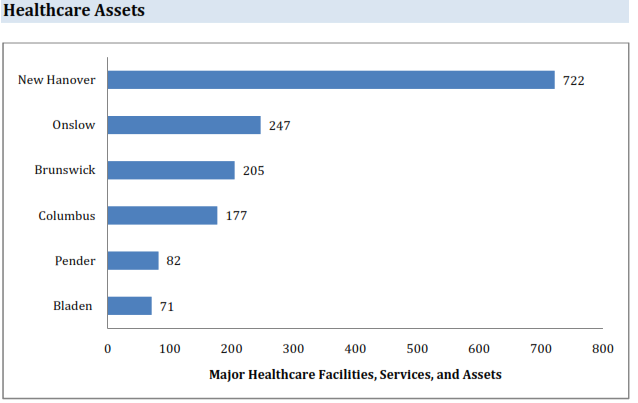 Healthcare Assets
New Hanover 722
Onslow 247
Brunswick 205
Columbus 177
Pender 82
Bladen 71
0 100 200 300 400 500 600 700 800
Major Healthcare Facilities, Services, and Assets